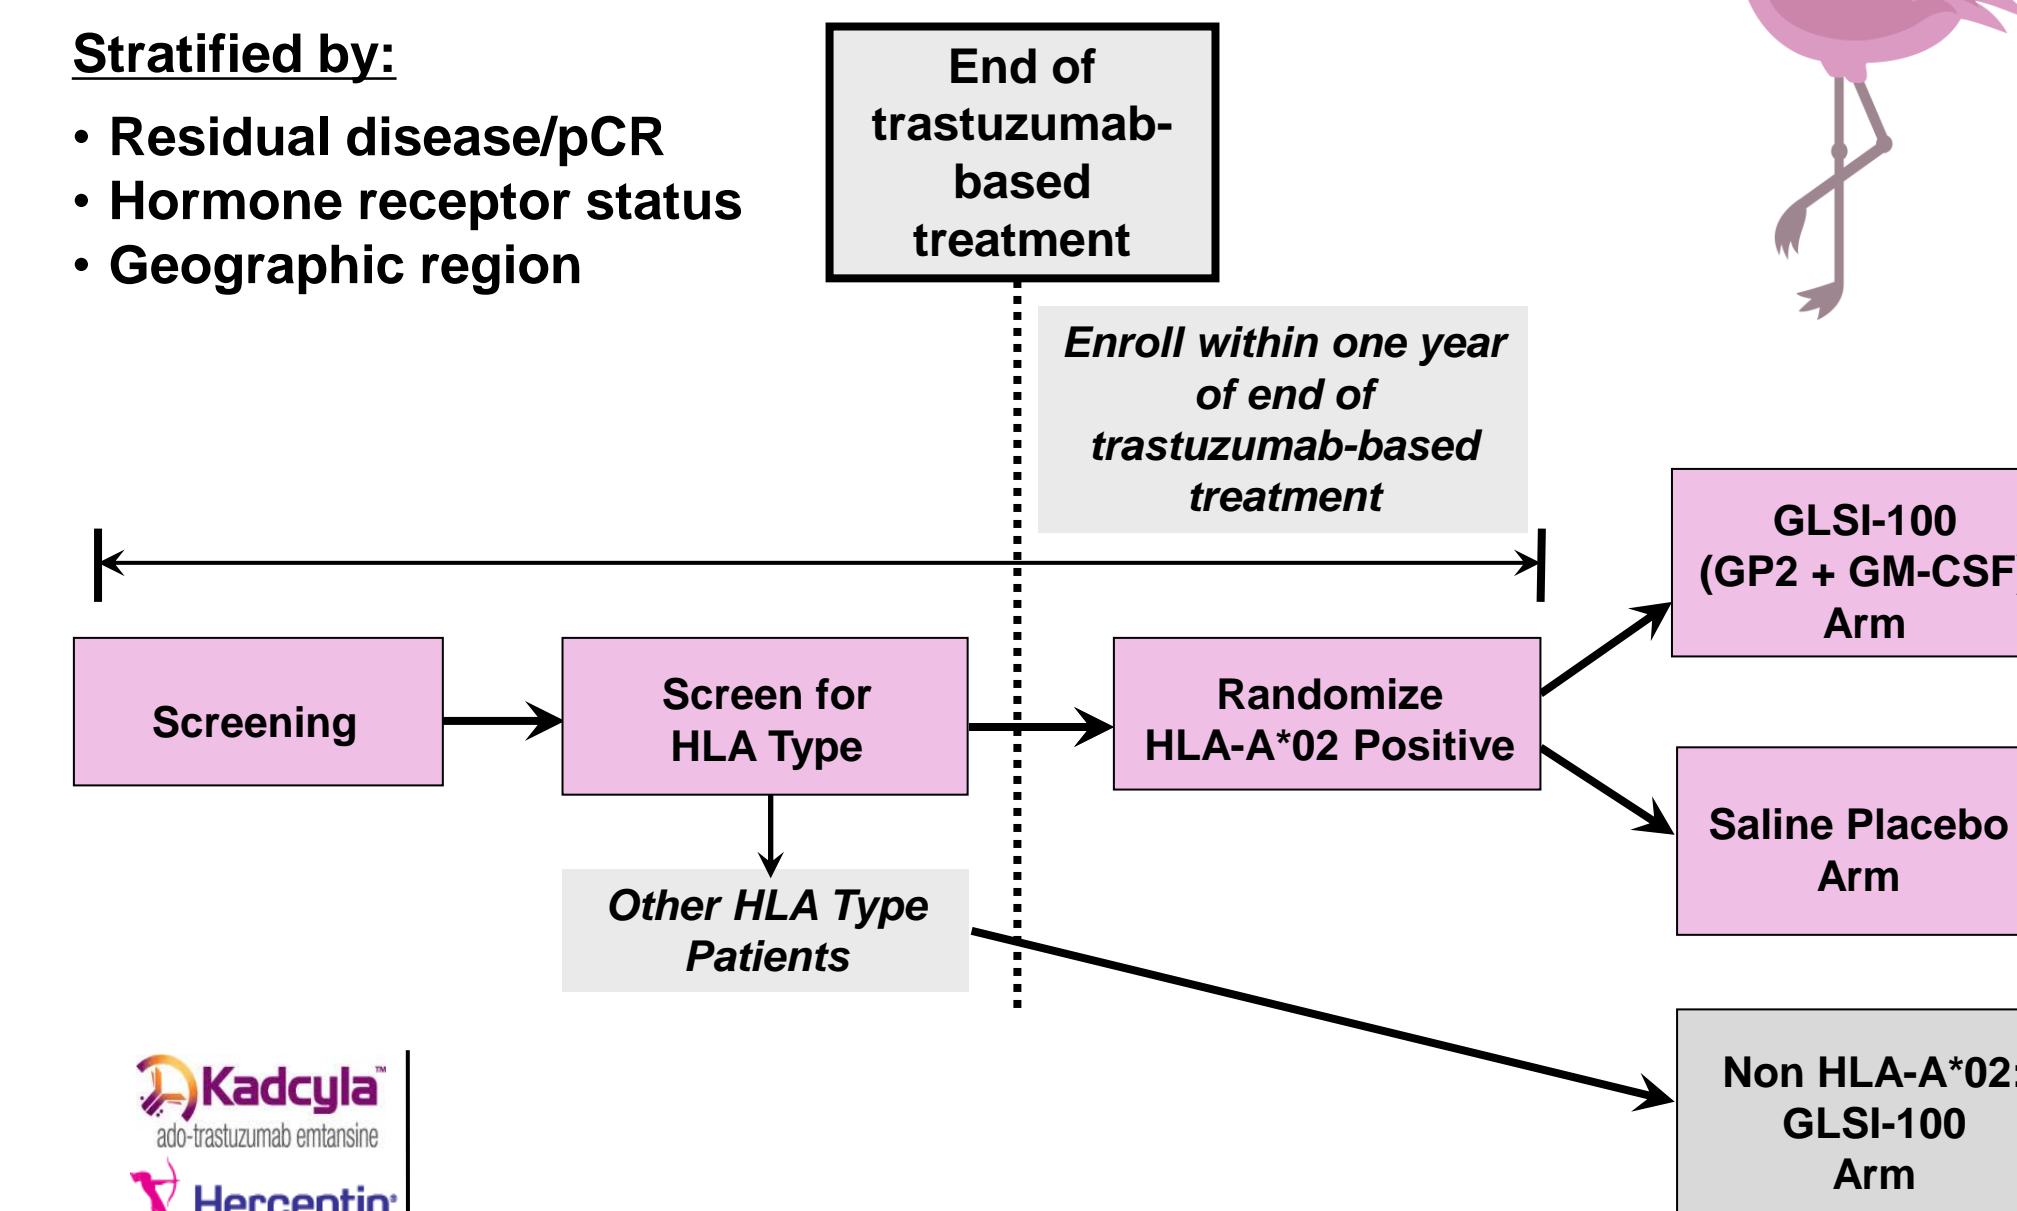 Stratified by:
• Residual disease/pCR
• Hormone receptor status
• Geographic region
End of
trastuzumab-
based
treatment
Enroll within one year
of end of
trastuzumab-based
treatment
GLSI-100
(GP2 + GM-CSF)
Arm
Screening
Screen for
HLA Type
Randomize
HLA-A*02 Positive
Saline Placebo
Arm
Other HLA Type
Patients
Non HLA-A*02:
GLSI-100
Arm
Kadcyla™
ado-trastuzumab emtansine
Herceptin®